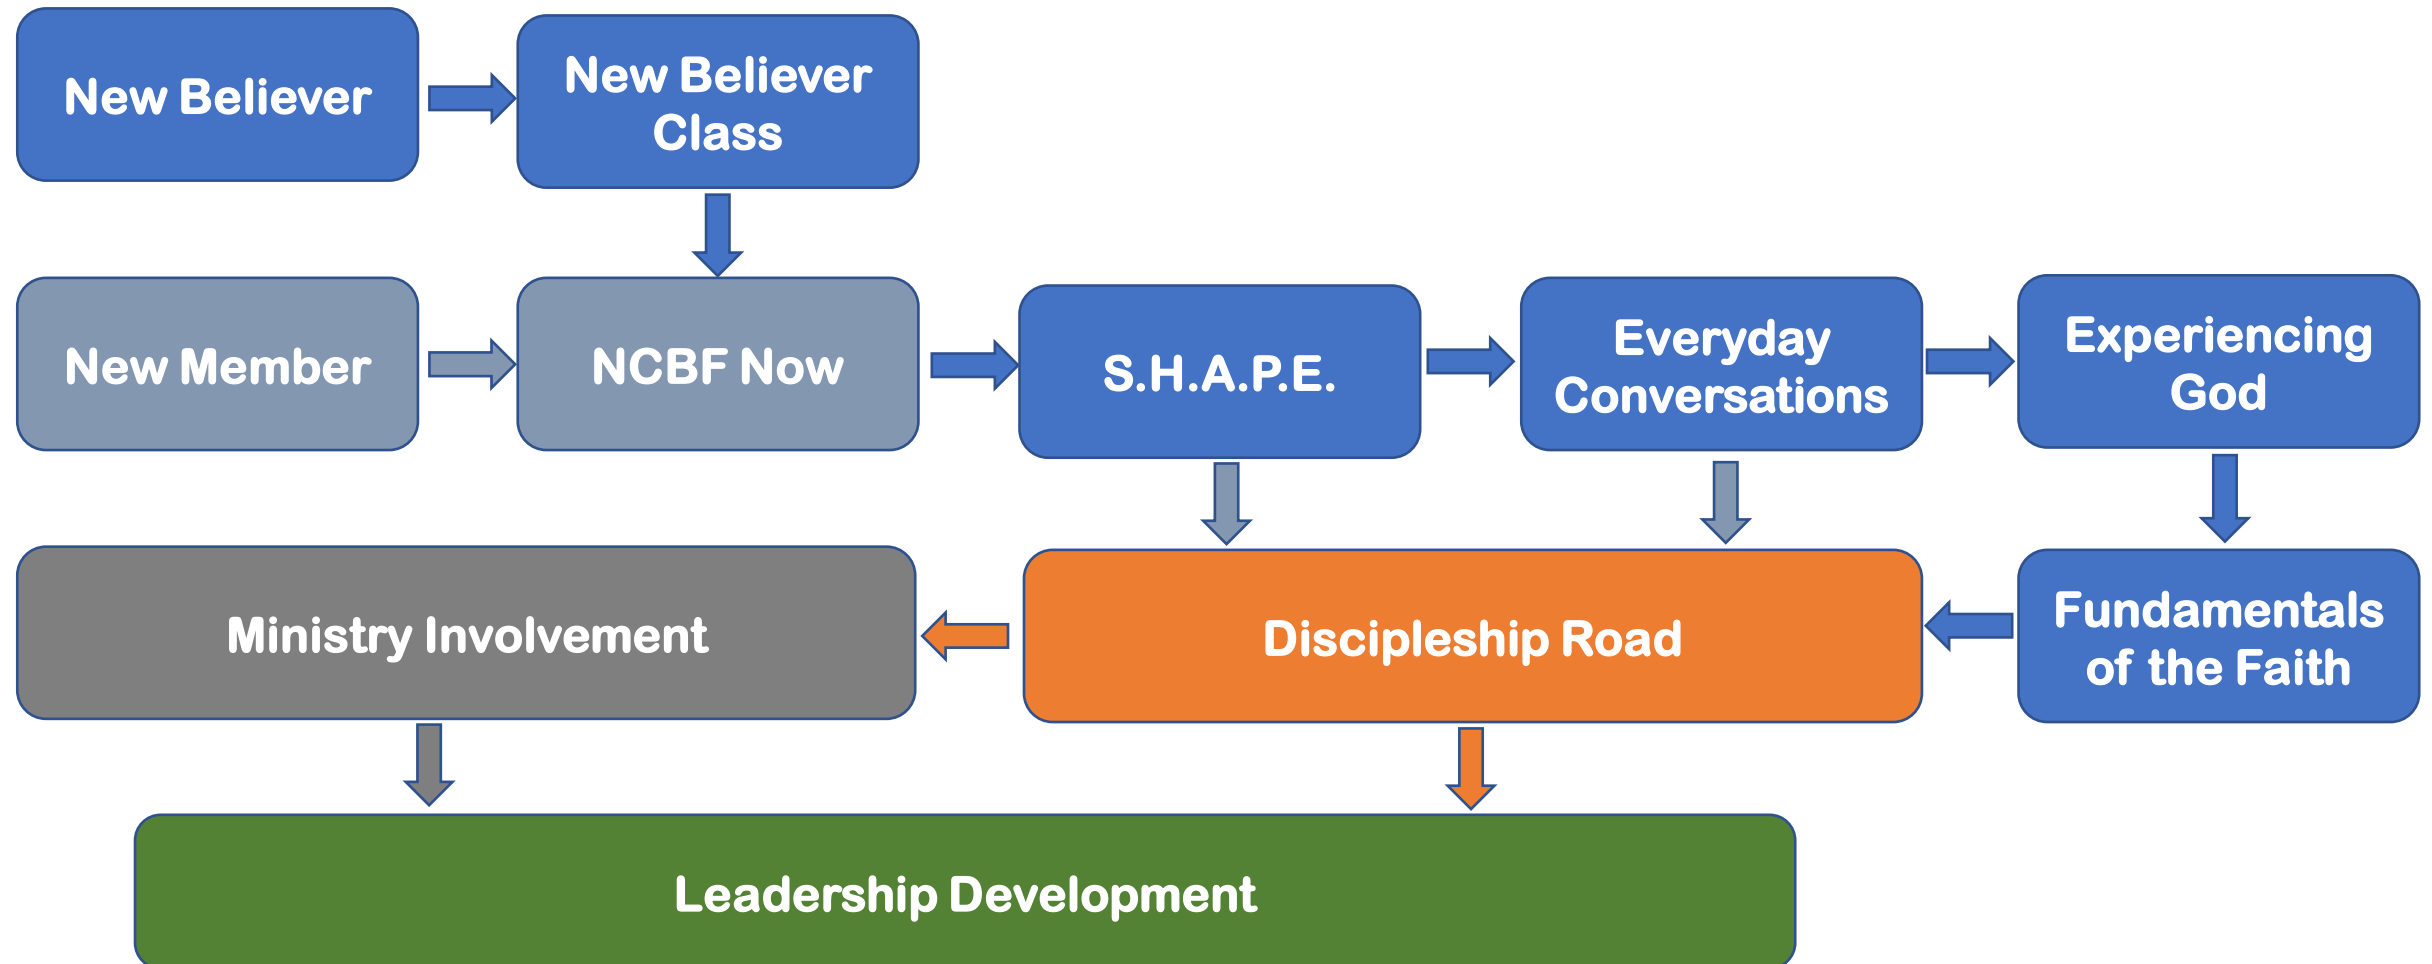 New Believer
New Believer
Class
New Member
NCBF Now
S.H.A.P.E.
Everyday
Conversations
Experiencing
God
Ministry Involvement
Discipleship Road
Fundamentals
of the Faith
Leadership Development